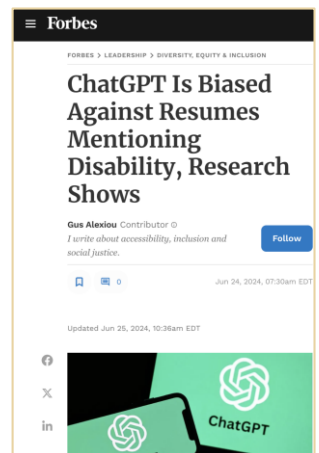 Forbes
FORBES > LEADERSHIP > DIVERSITY, EQUITY & INCLUSION
ChatGPT Is Biased
Against Resumes
Mentioning
Disability, Research
Shows
Gus Alexiou Contributor
I write about accessibility, inclusion and
social justice.
Follow
0
Jun 24, 2024, 07:30am EDT
Updated Jun 25, 2024, 10:36am EDT
in
ChatGPT